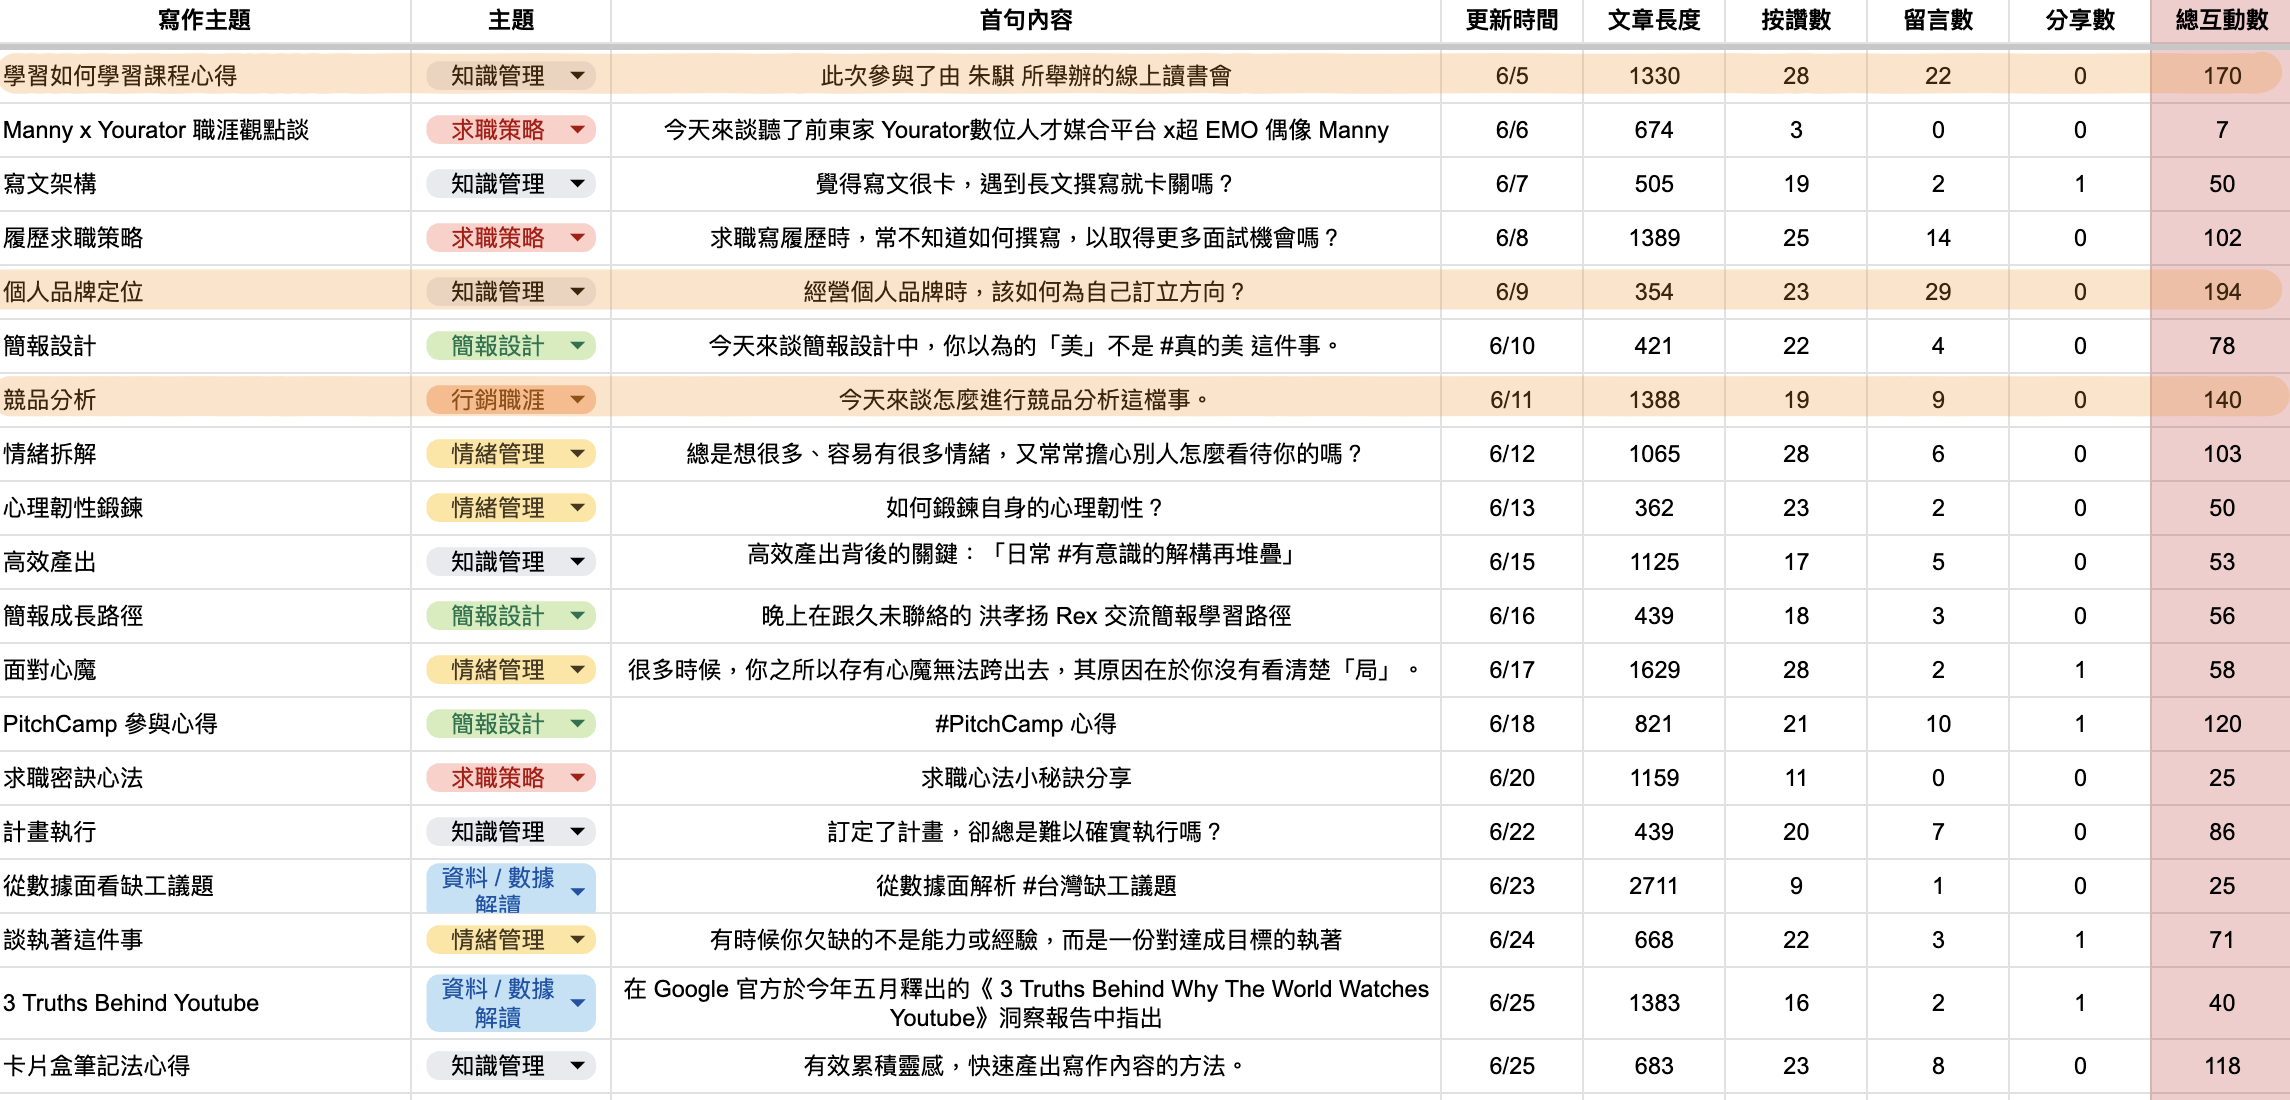 寫作主題 主題 首句內容 更新時間 文章長度 按讚數 留言數 分享數 總互動數
學習如何學習課程心得 知識管理 此次參與了由 朱騏 所舉辦的線上讀書會 6/5 1330 28 22 0 170
Manny x Yourator 職涯觀點談 求職策略 今天來談聽了前東家 Yourator數位人才媒合平台 x超 EMO 偶像 Manny 6/6 674 3 0 0 7
寫文架構 知識管理 覺得寫文很卡，遇到長文撰寫就卡關嗎？ 6/7 505 19 2 1 50
履歷求職策略 求職策略 求職寫履歷時，常不知道如何撰寫，以取得更多面試機會嗎？ 6/8 1389 25 14 0 102
個人品牌定位 知識管理 經營個人品牌時，該如何為自己訂立方向？ 6/9 354 23 29 0 194
簡報設計 簡報設計 今天來談簡報設計中，你以為的「美」不是 #真的美 這件事。 6/10 421 22 4 0 78
競品分析 行銷職涯 今天來談怎麼進行競品分析這檔事。 6/11 1388 19 9 0 140
情緒拆解 情緒管理 總是想很多、容易有很多情緒，又常常擔心別人怎麼看待你的嗎？ 6/12 1065 28 6 0 103
心理韌性鍛鍊 情緒管理 如何鍛鍊自身的心理韌性？ 6/13 362 23 2 0 50
高效產出 知識管理 高效產出背後的關鍵：「日常 #有意識的解構再堆疊」 6/15 1125 17 5 0 53
簡報成長路徑 簡報設計 晚上在跟久未聯絡的 洪孝扬 Rex 交流簡報學習路徑 6/16 439 18 3 0 56
面對心魔 情緒管理 很多時候，你之所以存有心魔無法跨出去，其原因在於你沒有看清楚「局」。 6/17 1629 28 2 1 58
PitchCamp 參與心得 簡報設計 #PitchCamp 心得 6/18 821 21 10 1 120
求職密訣心法 求職策略 求職心法小秘訣分享 6/20 1159 11 0 0 25
計畫執行 知識管理 訂定了計畫，卻總是難以確實執行嗎？ 6/22 439 20 7 0 86
從數據面看缺工議題 資料 / 數據 解讀 從數據面解析 #台灣缺工議題 6/23 2711 9 1 0 25
談執著這件事 情緒管理 有時候你欠缺的不是能力或經驗，而是一份對達成目標的執著 6/24 668 22 3 1 71
3 Truths Behind Youtube 資料 / 數據 解讀 在 Google 官方於今年五月釋出的《 3 Truths Behind Why The World Watches Youtube》洞察報告中指出 6/25 1383 16 2 1 40
卡片盒筆記法心得 知識管理 有效累積靈感，快速產出寫作內容的方法。 6/25 683 23 8 0 118